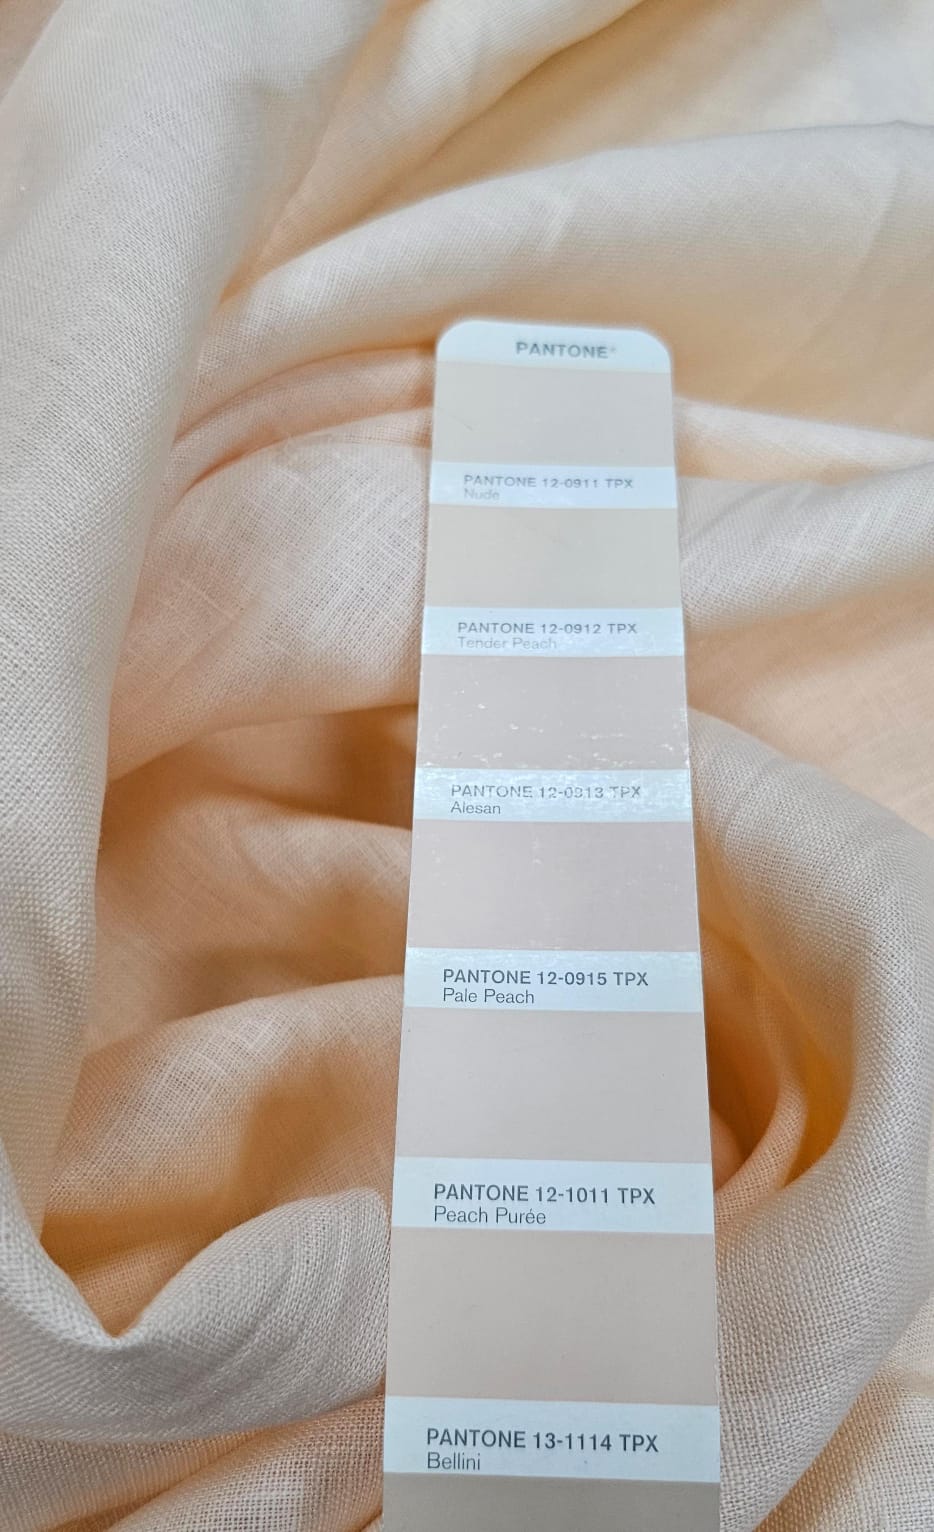 PANTONE®
PANTONE 12-0911 TPX
Nude
PANTONE 12-0912 TPX
Tender Peach
PANTONE 12-0913 TPX
Alesan
PANTONE 12-0915 TPX
Pale Peach
PANTONE 12-1011 TPX
Peach Purée
PANTONE 13-1114 TPX
Bellini